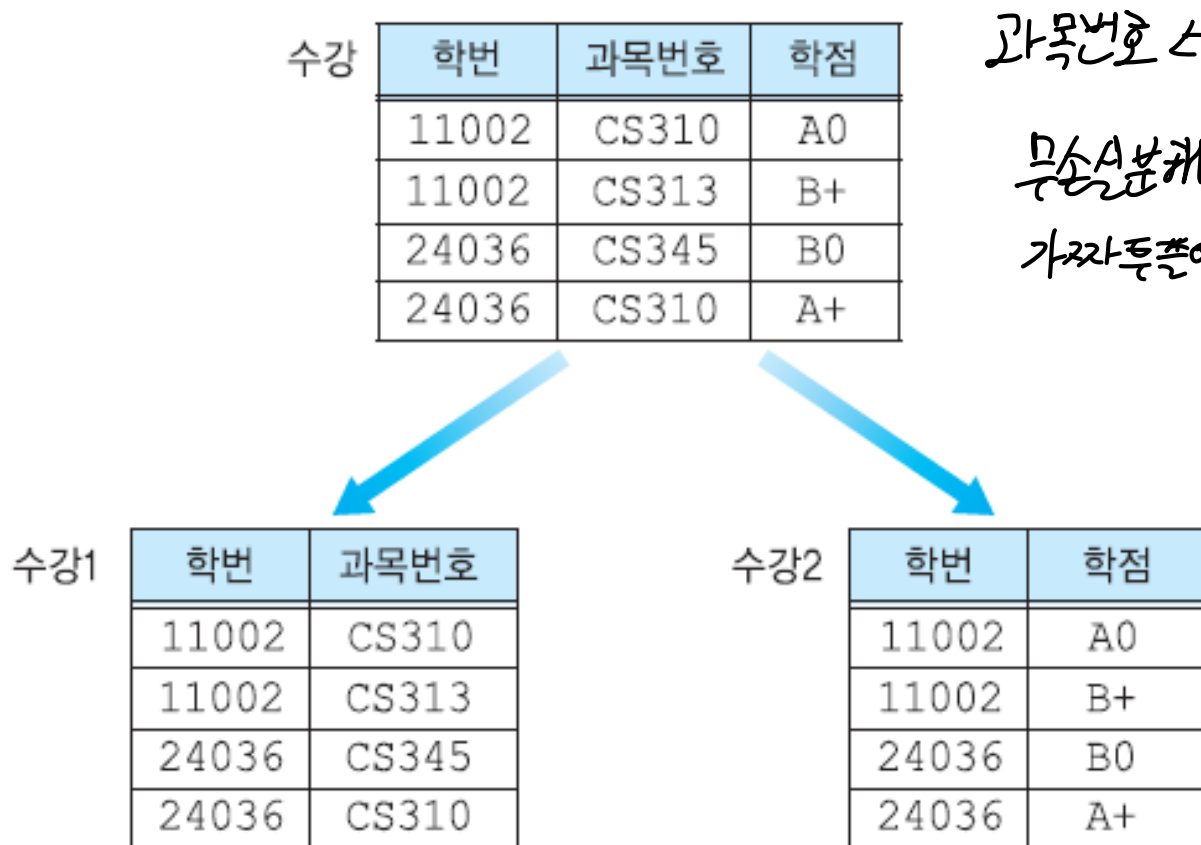 수강 학번 과목번호 학점
11002 CS310 A0
11002 CS313 B+
24036 CS345 B0
24036 CS310 A+
과목번호
무손실분해
가짜투플
수강1 학번 과목번호
11002 CS310
11002 CS313
24036 CS345
24036 CS310
수강2 학번 학점
11002 A0
11002 B+
24036 B0
24036 A+